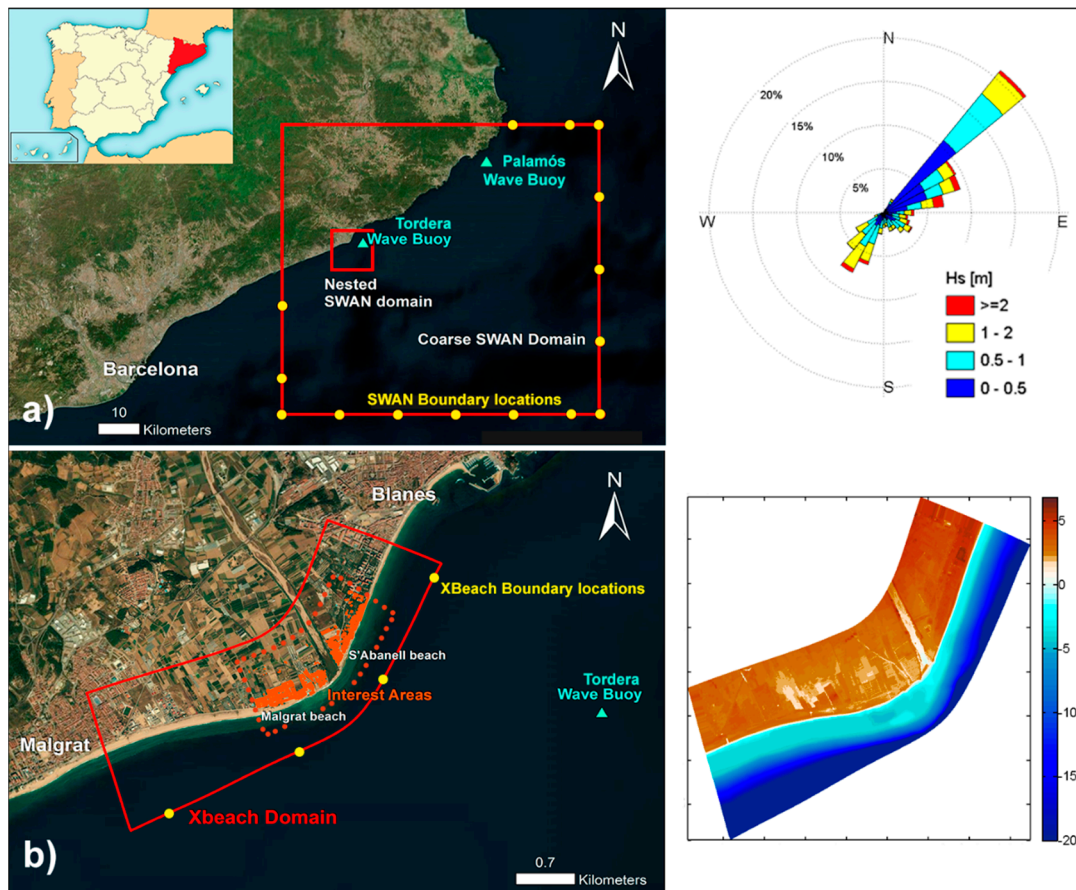 N
Palamós
Wave Buoy
Tordera
Wave Buoy
Nested
SWAN domain
Coarse SWAN Domain
Barcelona
SWAN Boundary locations
a)
10
Kilometers
N
20%
15%
10%
5%
W
E
S
Hs [m]
>=2
1 - 2
0.5 - 1
0 - 0.5
Blanes
N
XBeach Boundary locations
S'Abanell beach
Tordera
Wave Buoy
Interest Areas
Malgrat beach
Malgrat
Xbeach Domain
b)
0.7
Kilometers
5
0
-5
-10
-15
-20